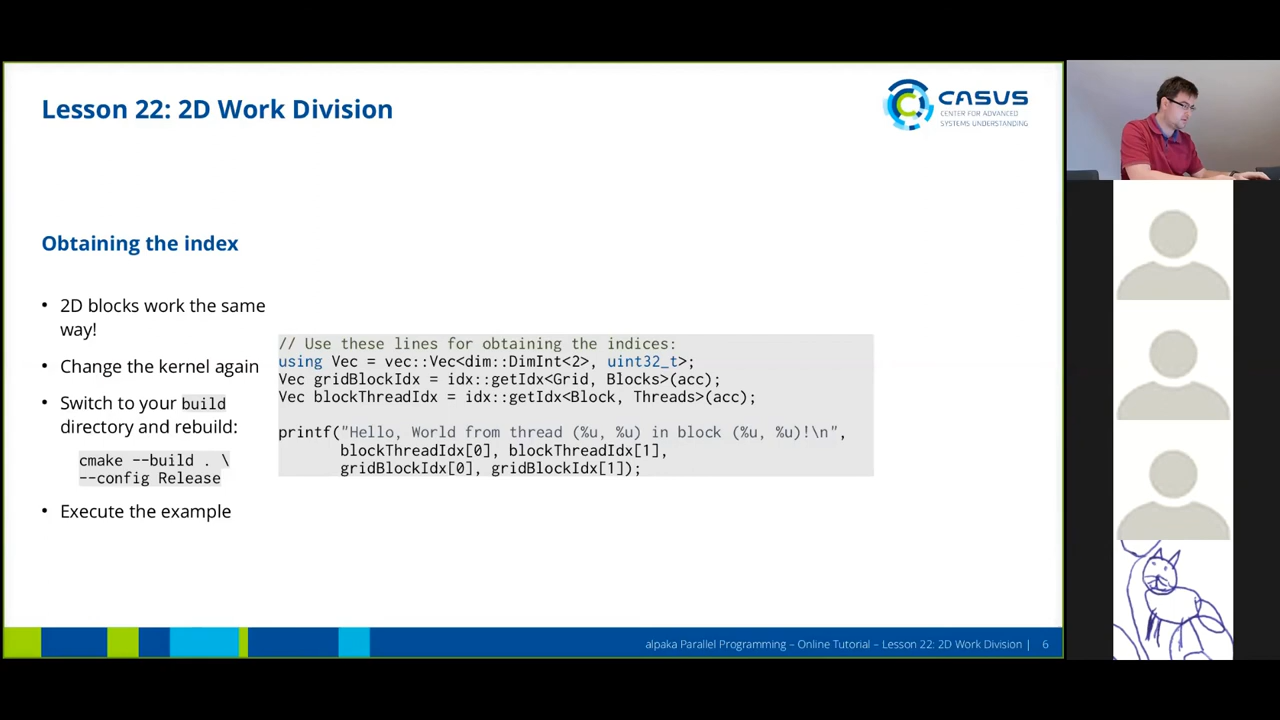 Lesson 22: 2D Work Division
CASUS
CENTER FOR ADVANCED
SYSTEMS UNDERSTANDING
Obtaining the index
• 2D blocks work the same
way!
• Change the kernel again
• Switch to your build
directory and rebuild:
cmake --build . \
--config Release
• Execute the example
// Use these lines for obtaining the indices:
using Vec = vec::Vec<dim::DimInt<2>, uint32_t>;
Vec gridBlockIdx = idx::getIdx<Grid, Blocks>(acc);
Vec blockThreadIdx = idx::getIdx<Block, Threads>(acc);
printf("Hello, World from thread (%u, %u) in block (%u, %u)!\n",
blockThreadIdx[0], blockThreadIdx[1],
gridBlockIdx[0], gridBlockIdx[1]);
alpaka Parallel Programming – Online Tutorial – Lesson 22: 2D Work Division | 6